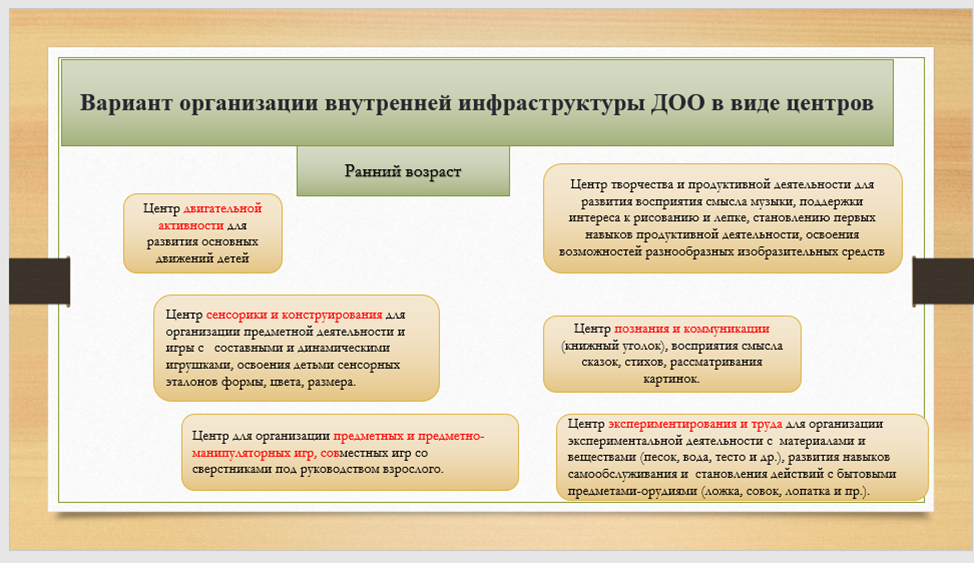 Вариант организации внутренней инфраструктуры ДОО в виде центров
Ранний возраст
Центр двигательной
активности для
развития основных
движений детей
Центр сенсорики и конструирования для
организации предметной деятельности и
игры с составными и динамическими
игрушками, освоения детьми сенсорных
эталонов формы, цвета, размера.
Центр для организации предметных и предметно-
манипуляторных игр, совместных игр со
сверстниками под руководством взрослого.
Центр творчества и продуктивной деятельности для
развития восприятия смысла музыки, поддержки
интереса к рисованию и лепке, становлению первых
навыков продуктивной деятельности, освоения
возможностей разнообразных изобразительных средств
Центр познания и коммуникации
(книжный уголок), восприятия смысла
сказок, стихов, рассматривания
картинок.
Центр экспериментирования и труда для организации
экспериментальной деятельности с материалами и
веществами (песок, вода, тесто и др.), развития навыков
самообслуживания и становления действий с бытовыми
предметами-орудиями (ложка, совок, лопатка и пр.).